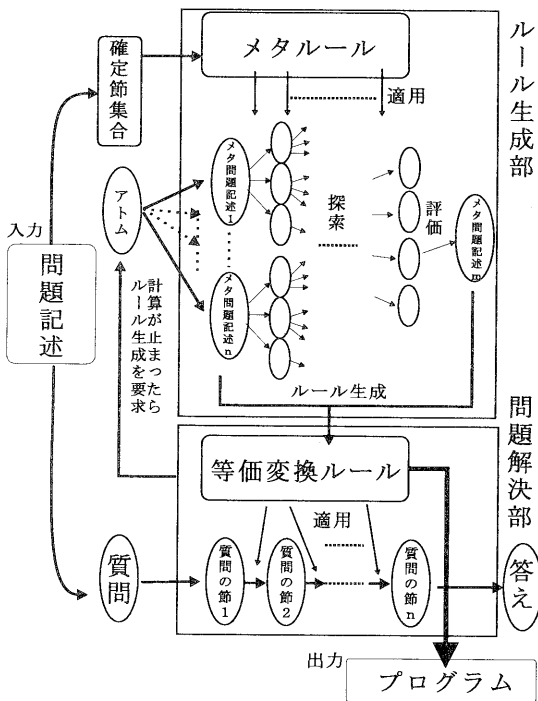 ルール生成部
メタルール
確定節集合
適用
アトム
メタ問題記述1
メタ問題記述n
探索
評価
メタ問題記述m
入力
問題記述
計算が止まったら
ルール生成を要求
ルール生成
問題解決部
等価変換ルール
適用
質問
質問の節1
質問の節2
質問の節n
答え
出力
プログラム